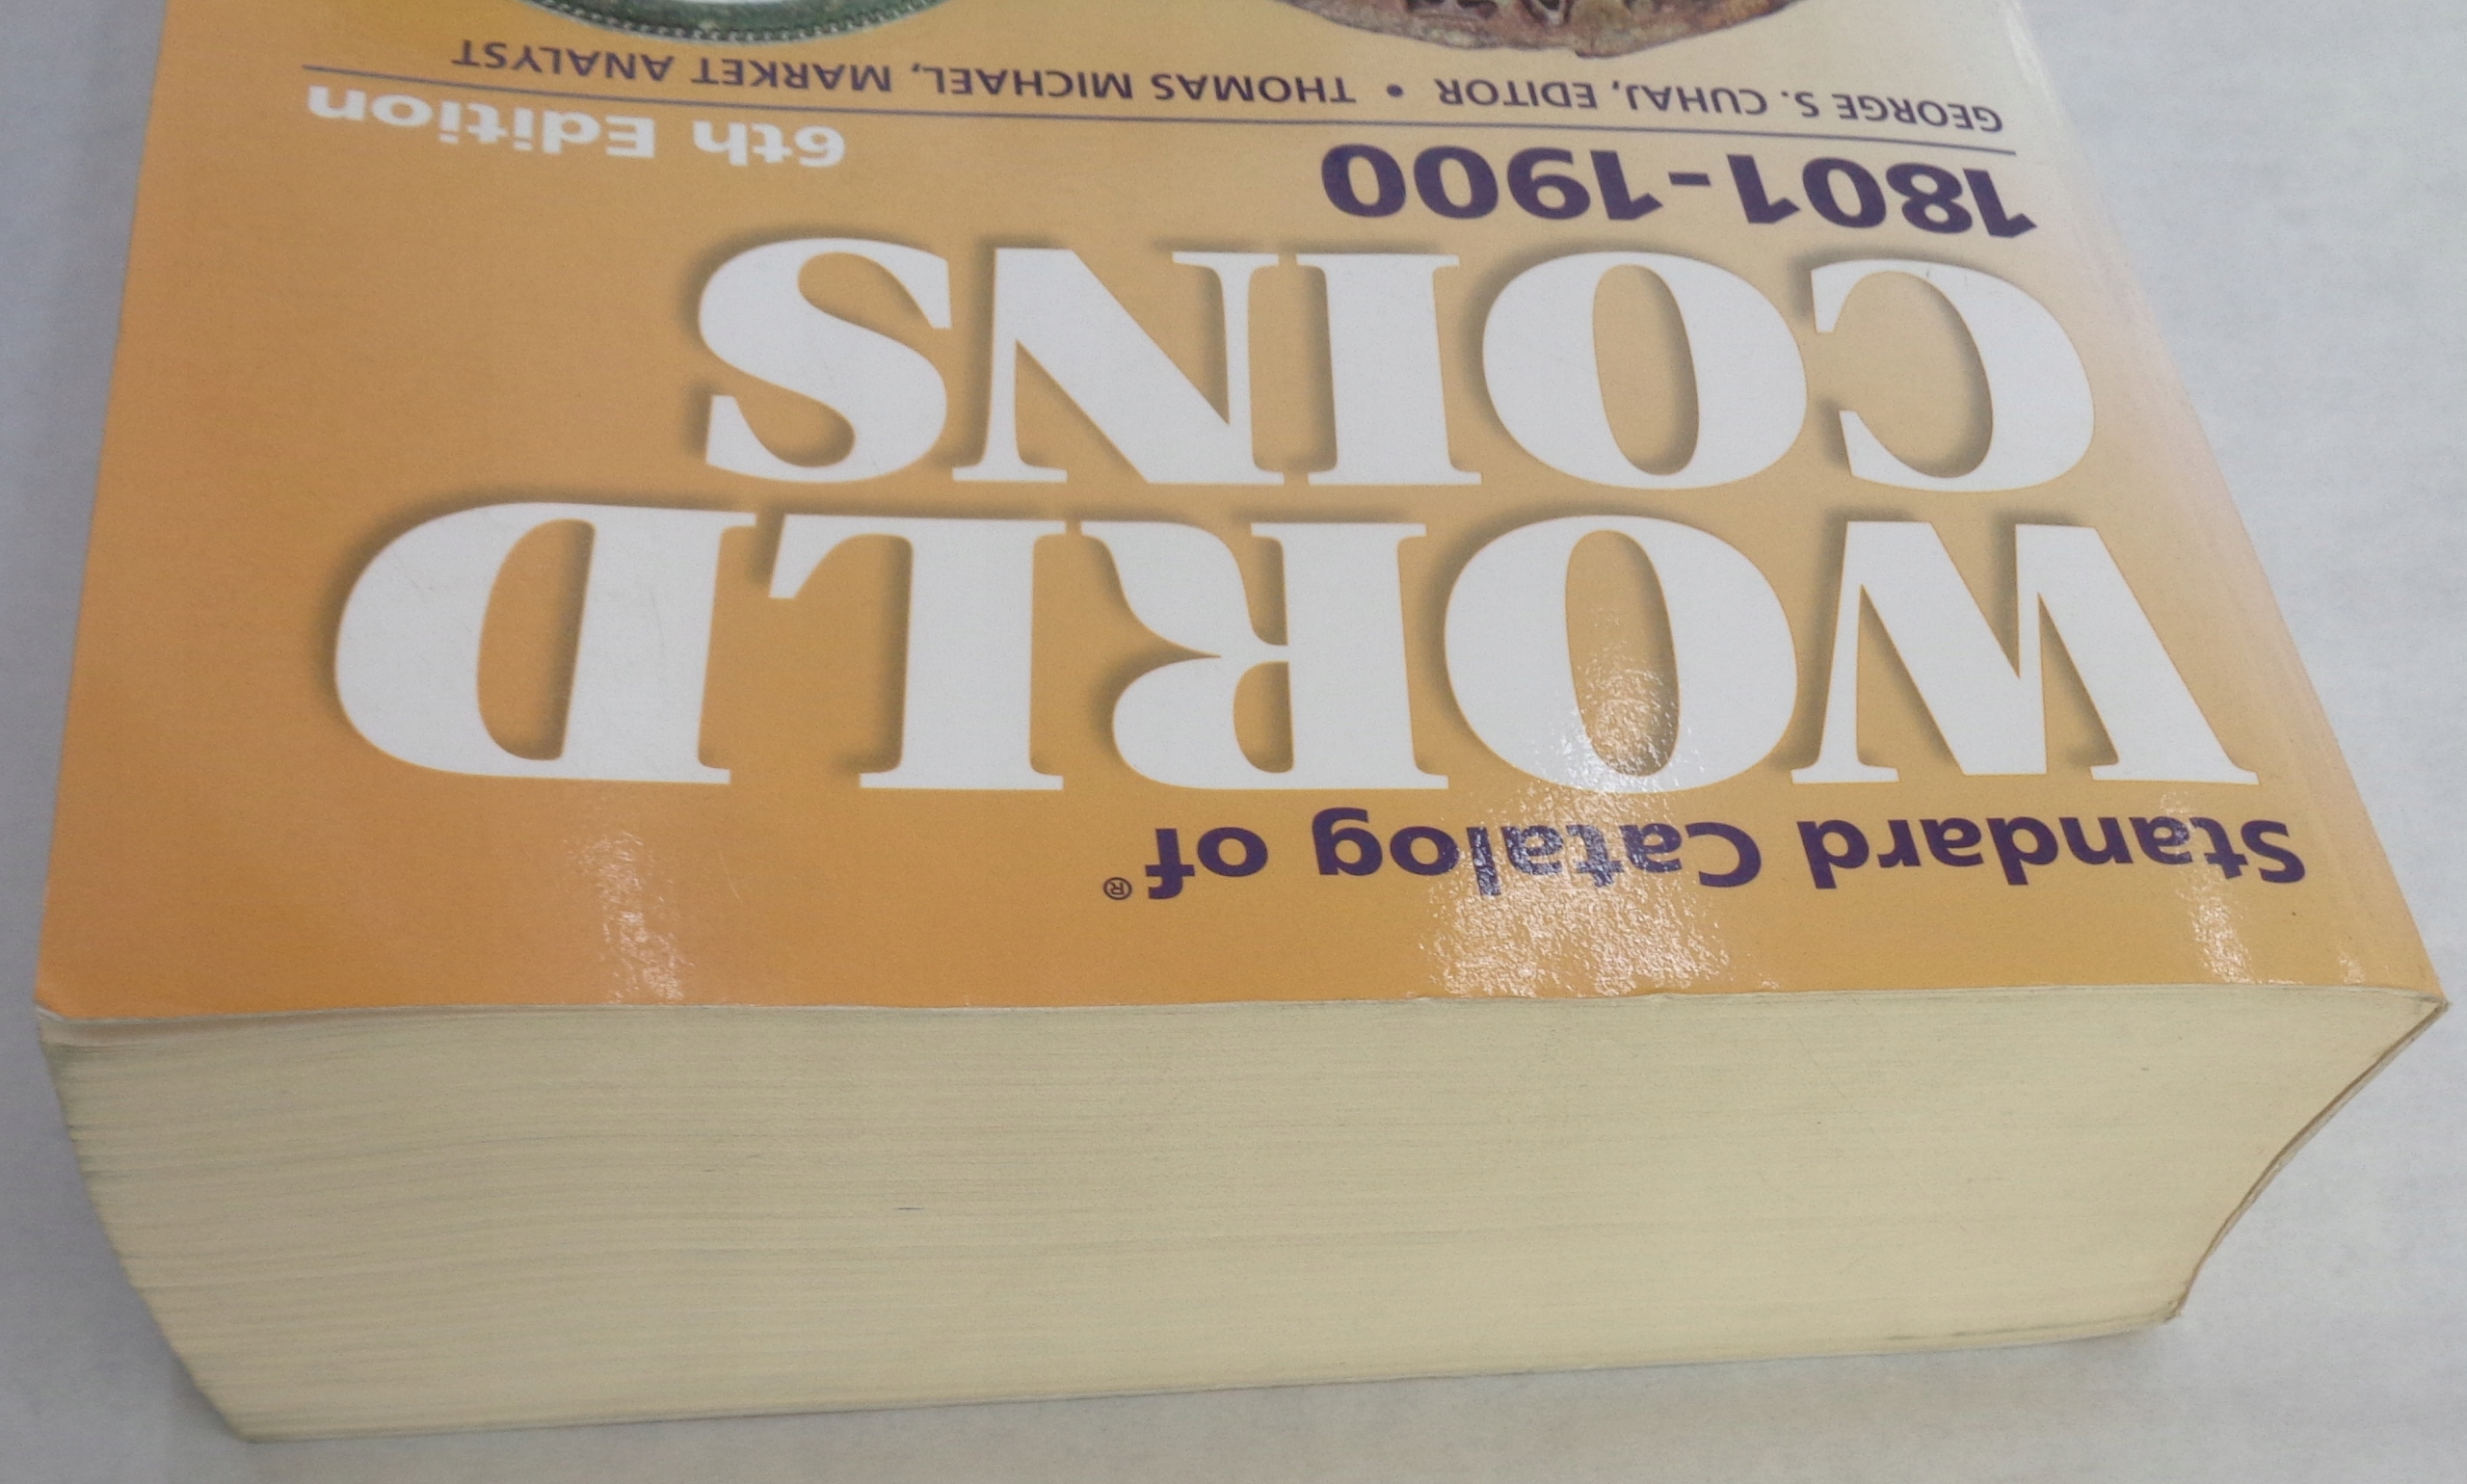 Standard Catalog of®
WORLD
COINS
1801-1900 6th Edition
GEORGE S. CUHAJ, EDITOR • THOMAS MICHAEL, MARKET ANALYST